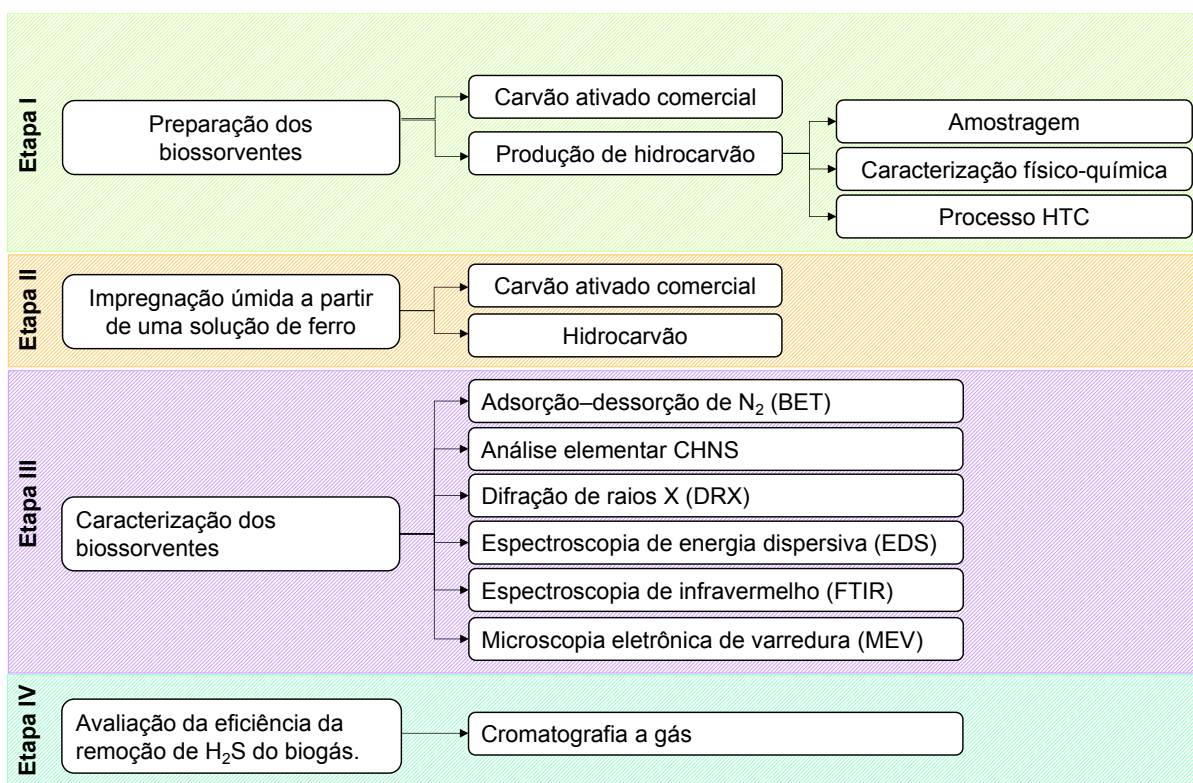 Etapa I
Preparação dos
biossorventes
Carvão ativado comercial
Produção de hidrocarvão
Amostragem
Caracterização físico-química
Processo HTC
Etapa II
Impregnação úmida a partir
de uma solução de ferro
Carvão ativado comercial
Hidrocarvão
Etapa III
Caracterização dos
biossorventes
Adsorção–dessorção de N₂ (BET)
Análise elementar CHNS
Difração de raios X (DRX)
Espectroscopia de energia dispersiva (EDS)
Espectroscopia de infravermelho (FTIR)
Microscopia eletrônica de varredura (MEV)
Etapa IV
Avaliação da eficiência da
remoção de H₂S do biogás.
Cromatografia a gás